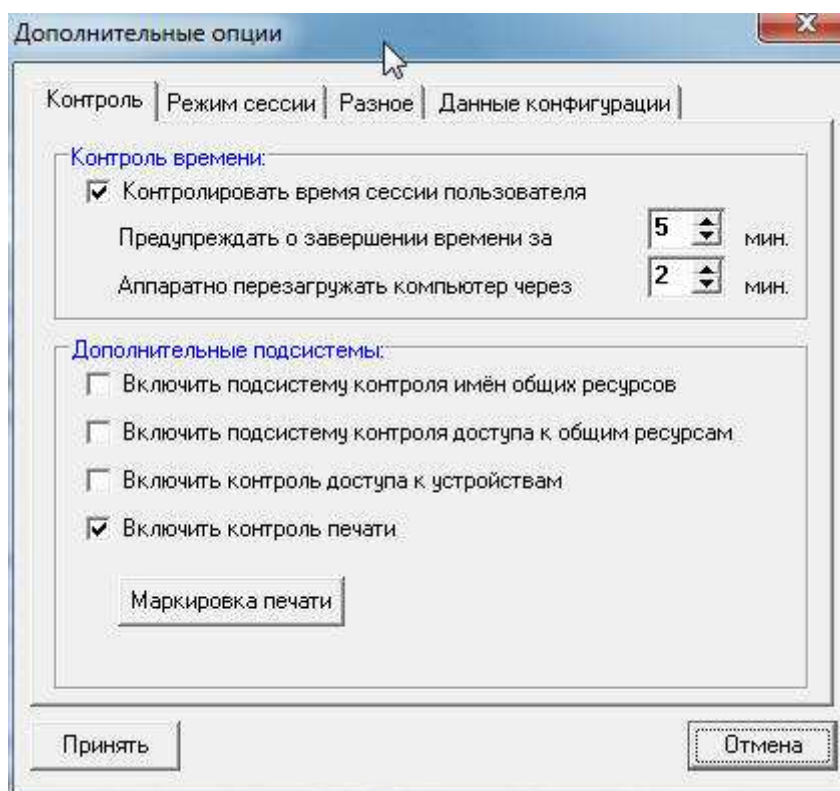 Дополнительные опции
Контроль Режим сессии Разное Данные конфигурации
Контроль времени:
Контролировать время сессии пользователя
Предупреждать о завершении времени за 5 мин.
Аппаратно перезагружать компьютер через 2 мин.
Дополнительные подсистемы:
Включить подсистему контроля имён общих ресурсов
Включить подсистему контроля доступа к общим ресурсам
Включить контроль доступа к устройствам
Включить контроль печати
Маркировка печати
Принять Отмена